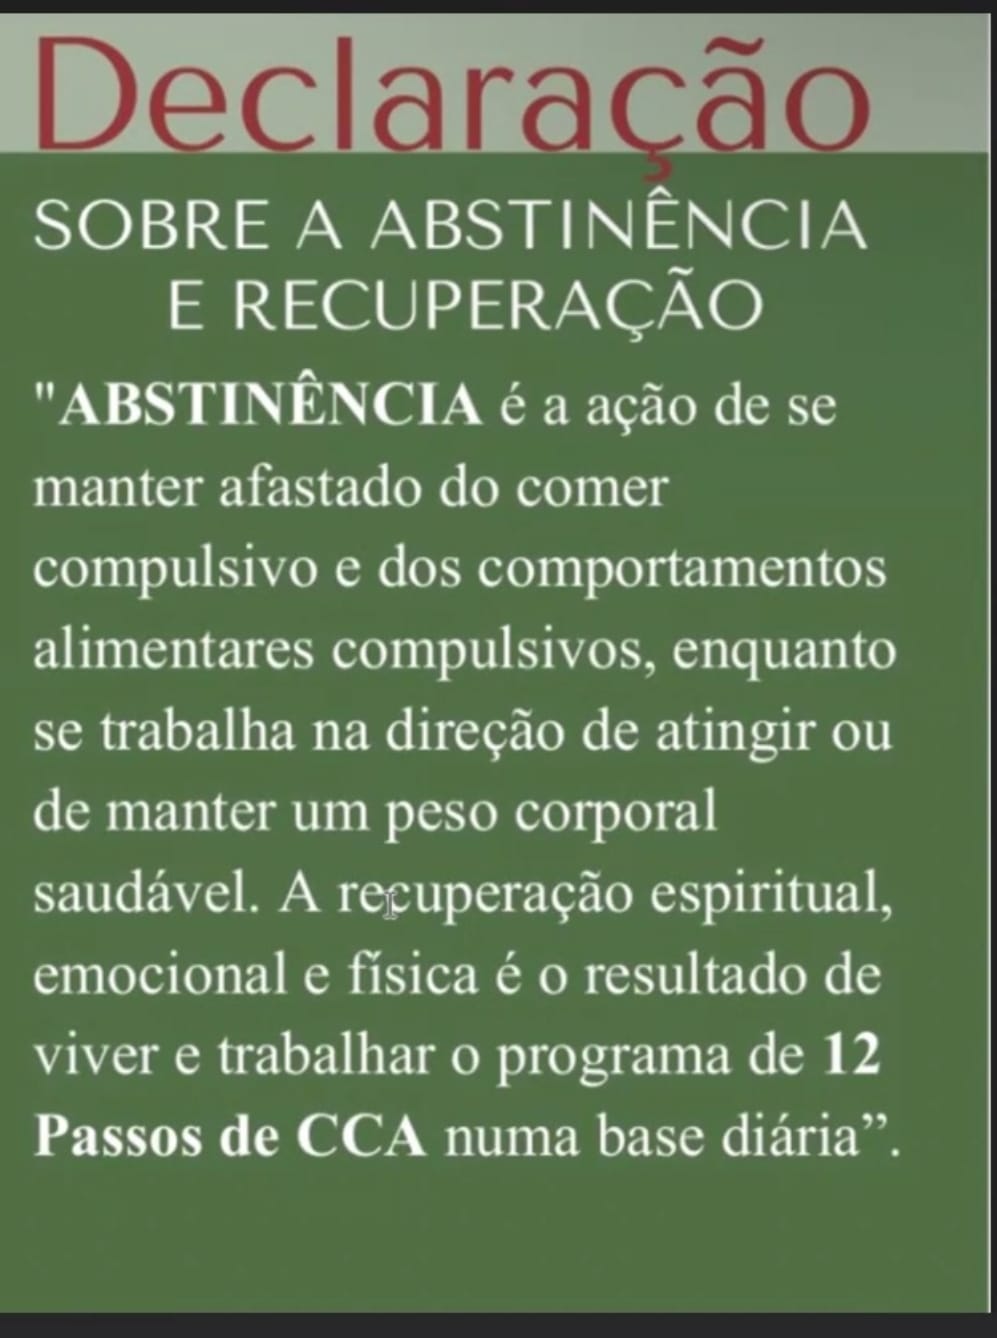 Declaração
SOBRE A ABSTINÊNCIA
E RECUPERAÇÃO
"ABSTINÊNCIA é a ação de se
manter afastado do comer
compulsivo e dos comportamentos
alimentares compulsivos, enquanto
se trabalha na direção de atingir ou
de manter um peso corporal
saudável. A recuperação espiritual,
emocional e física é o resultado de
viver e trabalhar o programa de 12
Passos de CCA numa base diária”.